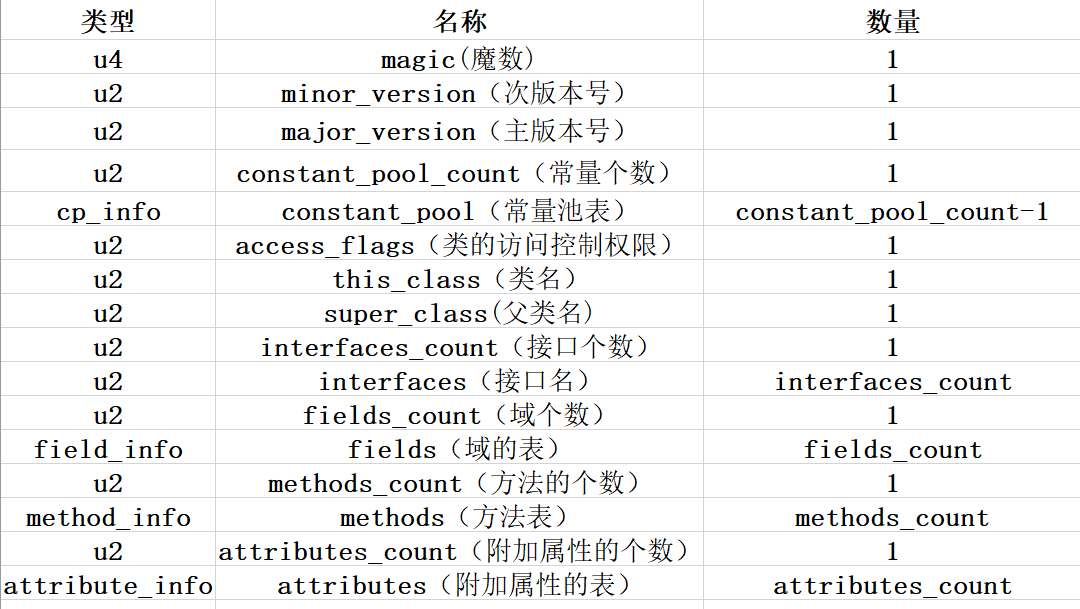 类型 名称 数量
u4 magic(魔数) 1
u2 minor_version（次版本号） 1
u2 major_version（主版本号） 1
u2 constant_pool_count（常量个数） 1
cp_info constant_pool（常量池表） constant_pool_count-1
u2 access_flags（类的访问控制权限） 1
u2 this_class（类名） 1
u2 super_class(父类名) 1
u2 interfaces_count（接口个数） 1
u2 interfaces（接口名） interfaces_count
u2 fields_count（域个数） 1
field_info fields（域的表） fields_count
u2 methods_count（方法的个数） 1
method_info methods（方法表） methods_count
u2 attributes_count（附加属性的个数） 1
attribute_info attributes（附加属性的表） attributes_count